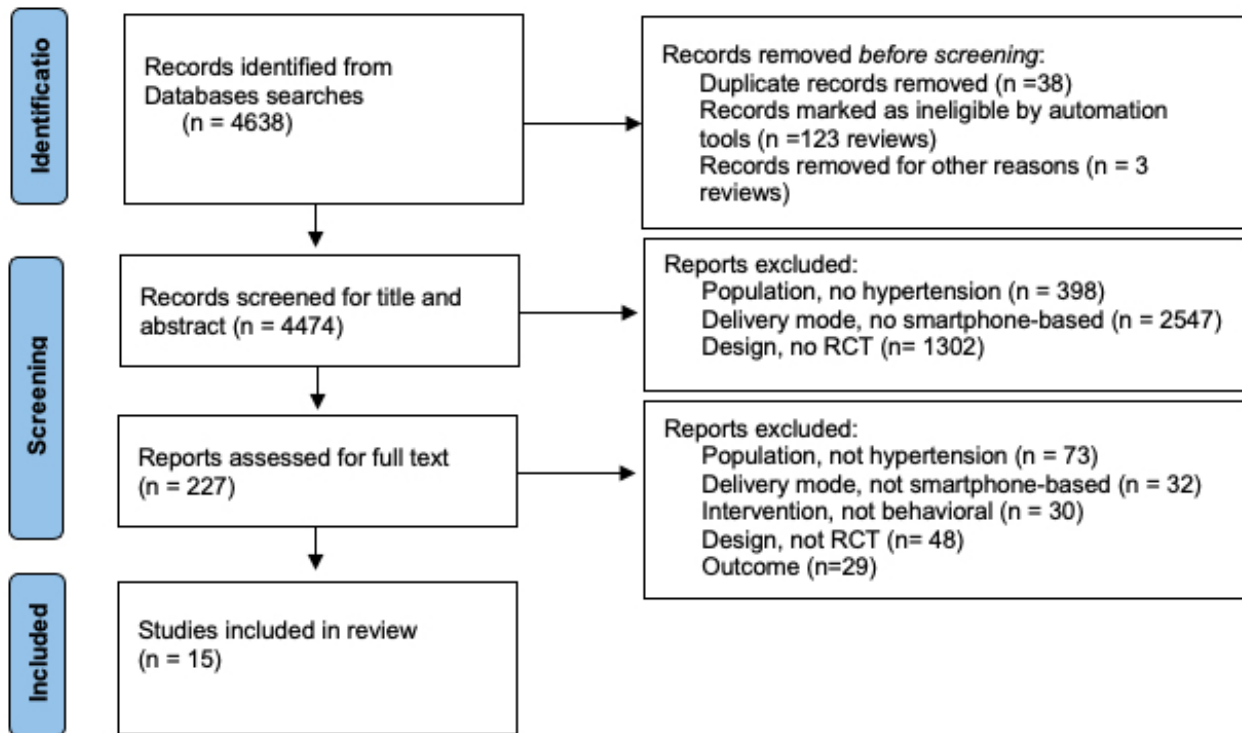 Identificatio
Records identified from
Databases searches
(n = 4638)
Records removed before screening:
Duplicate records removed (n =38)
Records marked as ineligible by automation
tools (n =123 reviews)
Records removed for other reasons (n = 3
reviews)
Screening
Records screened for title and
abstract (n = 4474)
Reports excluded:
Population, no hypertension (n = 398)
Delivery mode, no smartphone-based (n = 2547)
Design, no RCT (n= 1302)
Reports assessed for full text
(n = 227)
Reports excluded:
Population, not hypertension (n = 73)
Delivery mode, not smartphone-based (n = 32)
Intervention, not behavioral (n = 30)
Design, not RCT (n= 48)
Outcome (n=29)
Included
Studies included in review
(n = 15)